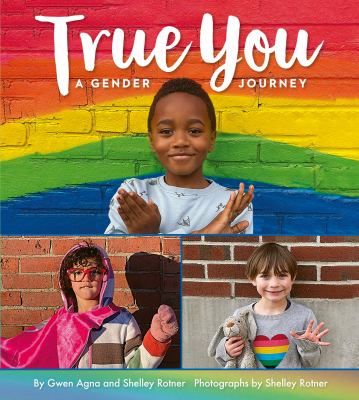 True You
A GENDER JOURNEY
By Gwen Agna and Shelley Rotner Photographs by Shelley Rotner